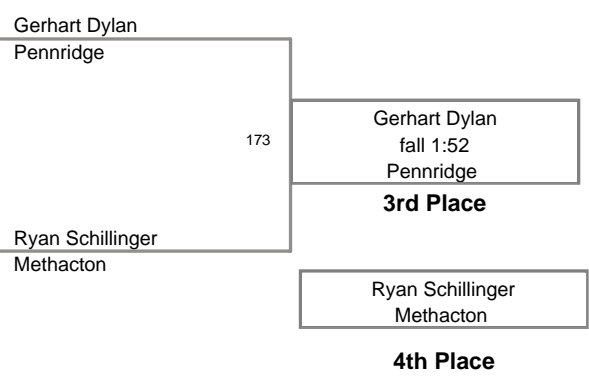 Gerhart Dylan
Pennridge
173
Gerhart Dylan
fall 1:52
Pennridge
3rd Place
Ryan Schillinger
Methacton
Ryan Schillinger
Methacton
4th Place